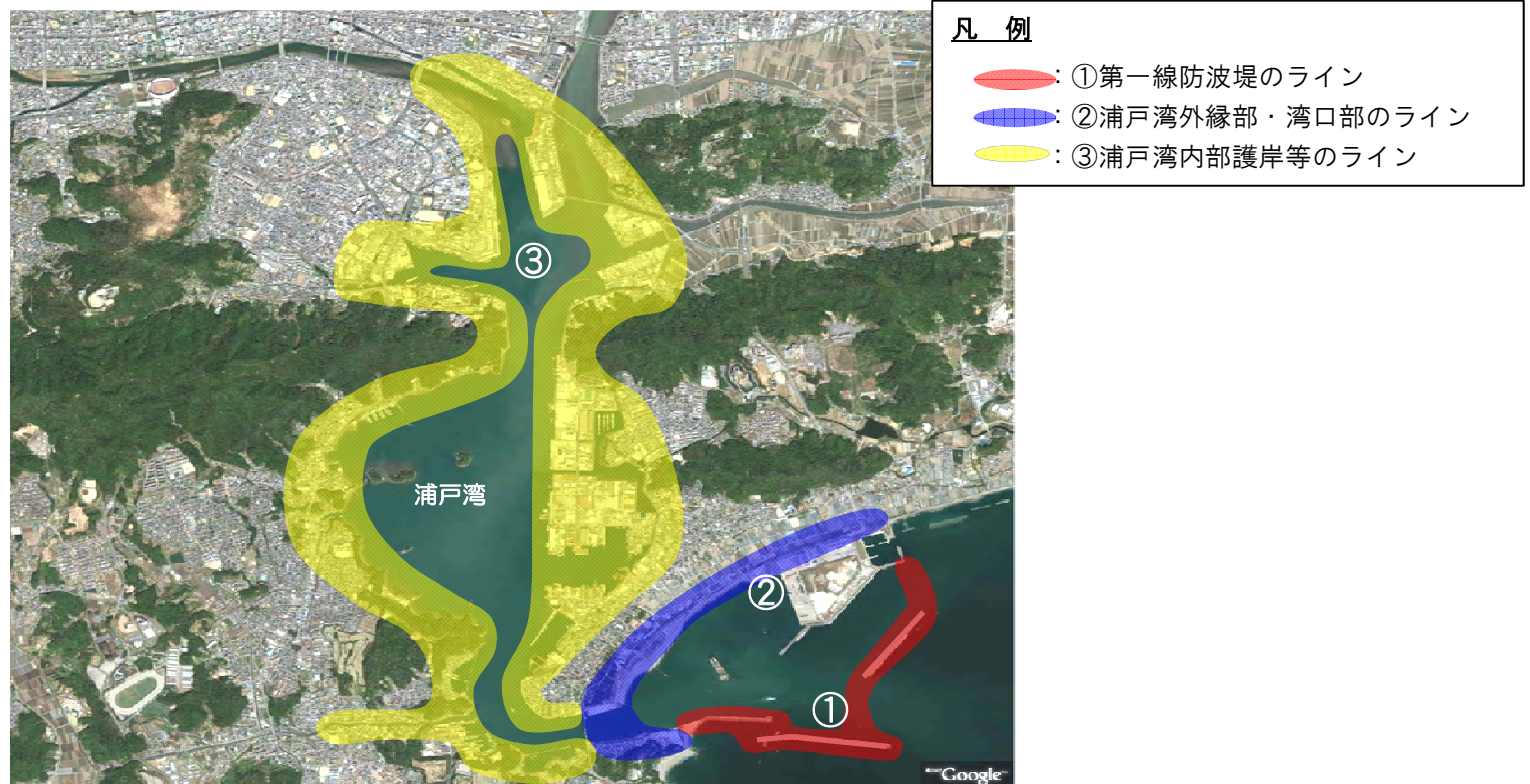 凡　例
：①第一線防波堤のライン
：②浦戸湾外縁部・湾口部のライン
：③浦戸湾内部護岸等のライン
③
浦戸湾
②
①
Google